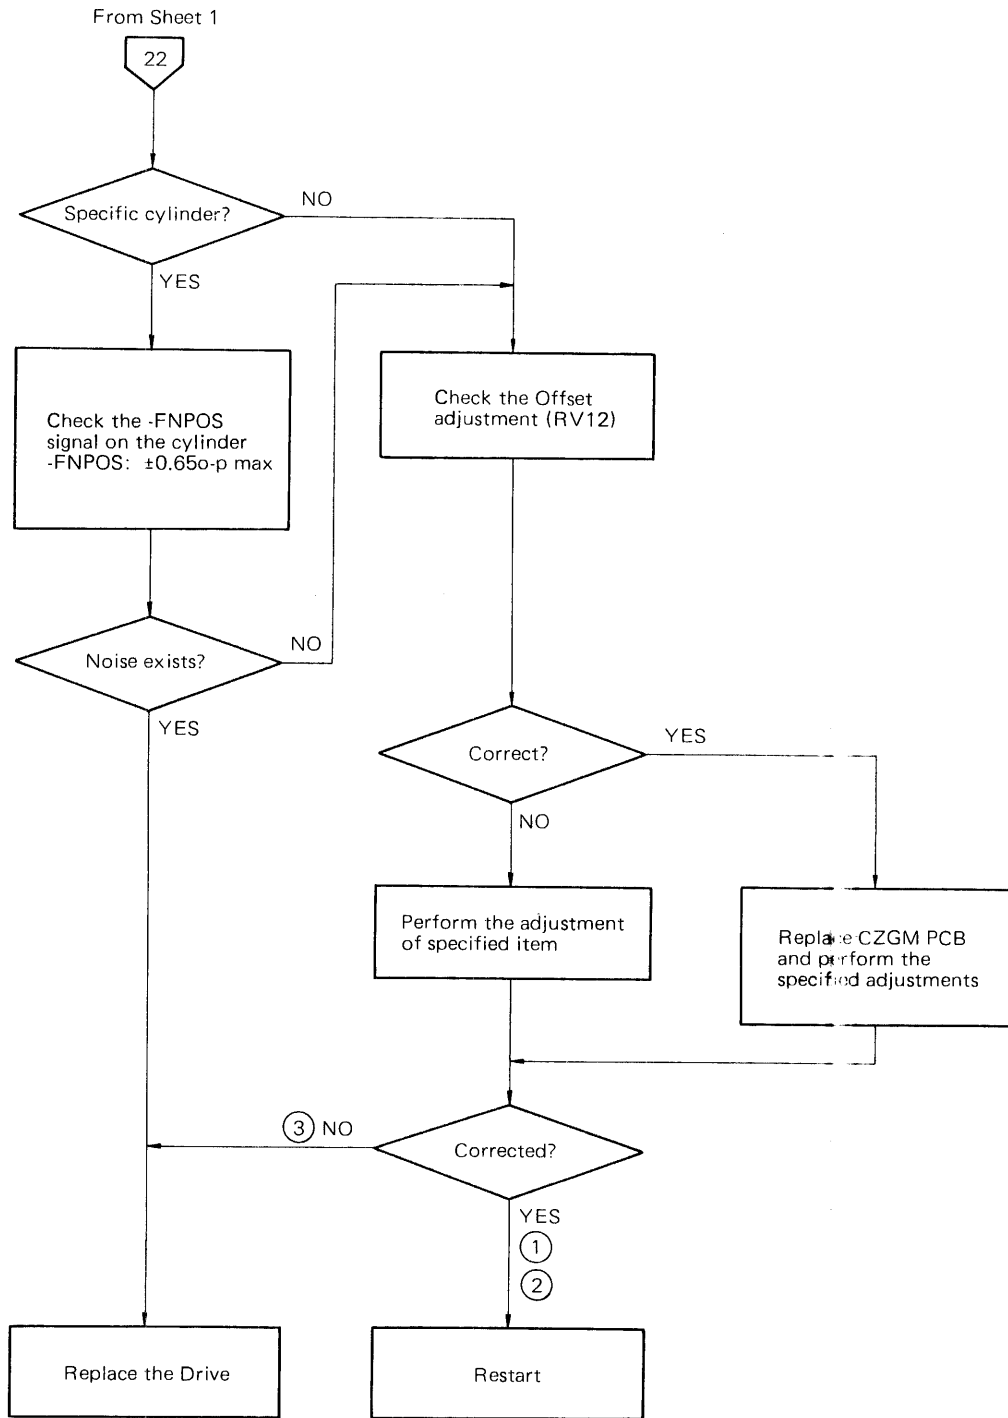 From Sheet 1
22
Specific cylinder?
NO
YES
Check the -FNPOS
signal on the cylinder
-FNPOS: ±0.65o-p max
Check the Offset
adjustment (RV12)
Noise exists?
NO
YES
Correct?
YES
NO
Perform the adjustment
of specified item
Replace CZGM PCB
and perform the
specified adjustments
3 NO
Corrected?
YES
1
2
Replace the Drive
Restart